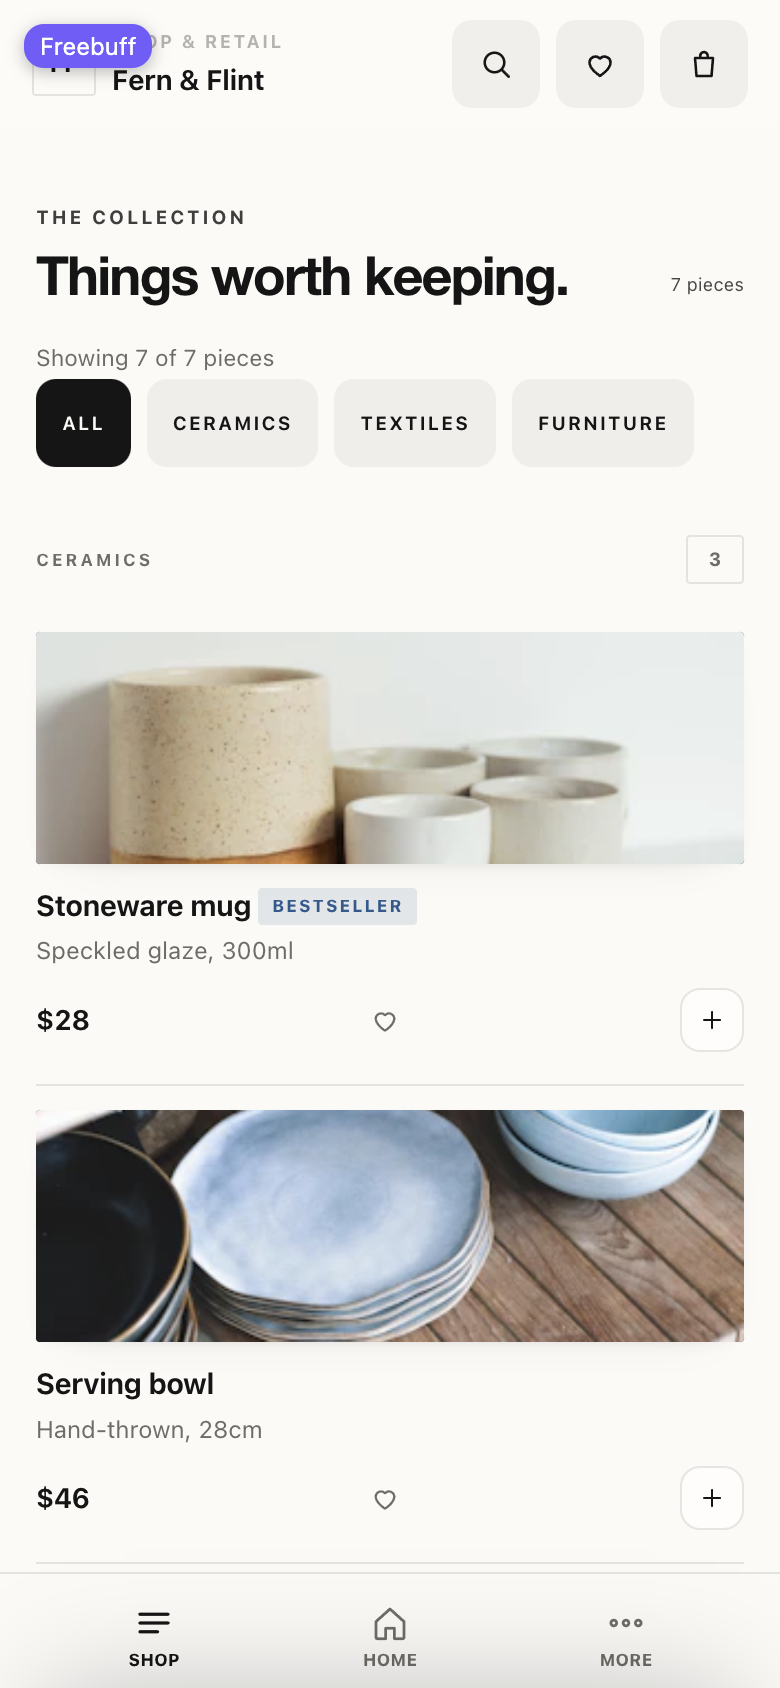 Freebuff
P & RETAIL
Fern & Flint
THE COLLECTION
Things worth keeping.
7 pieces
Showing 7 of 7 pieces
ALL
CERAMICS
TEXTILES
FURNITURE
CERAMICS
3
Stoneware mug
BESTSELLER
Speckled glaze, 300ml
$28
Serving bowl
Hand-thrown, 28cm
$46
SHOP
HOME
MORE